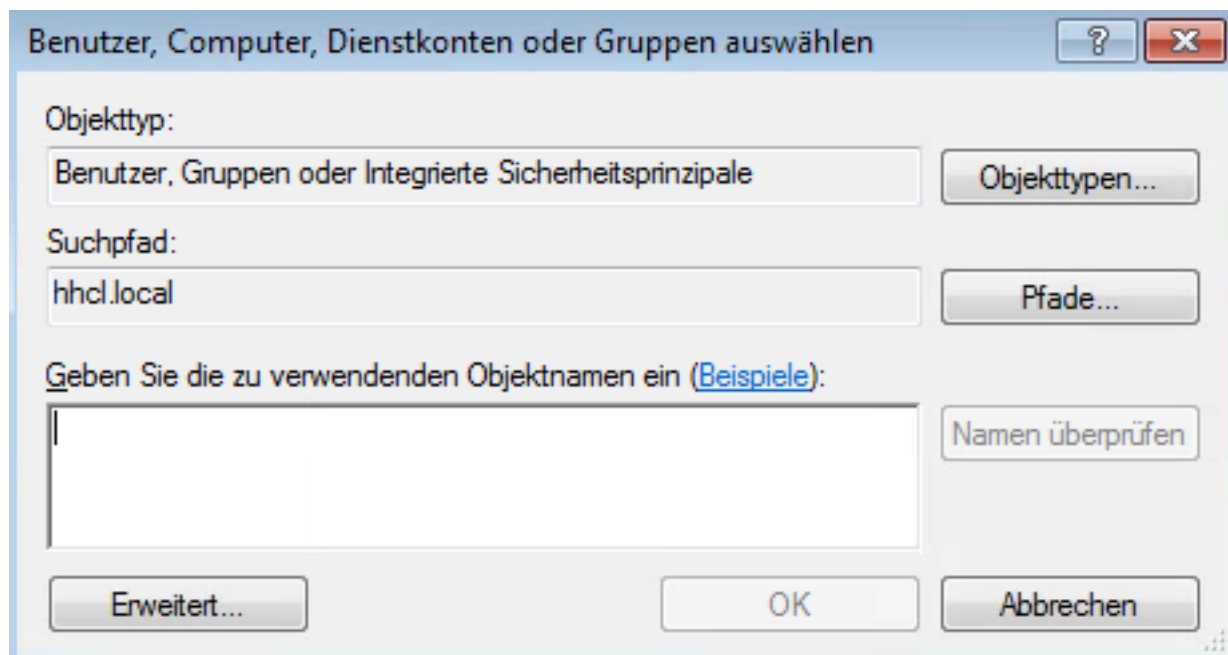 Benutzer, Computer, Dienstkonten oder Gruppen auswählen
Objekttyp:
Benutzer, Gruppen oder Integrierte Sicherheitsprinzipale
Objekttypen...
Suchpfad:
hhcl.local
Pfade...
Geben Sie die zu verwendenden Objektnamen ein (Beispiele):
Namen überprüfen
Erweitert...
OK
Abbrechen